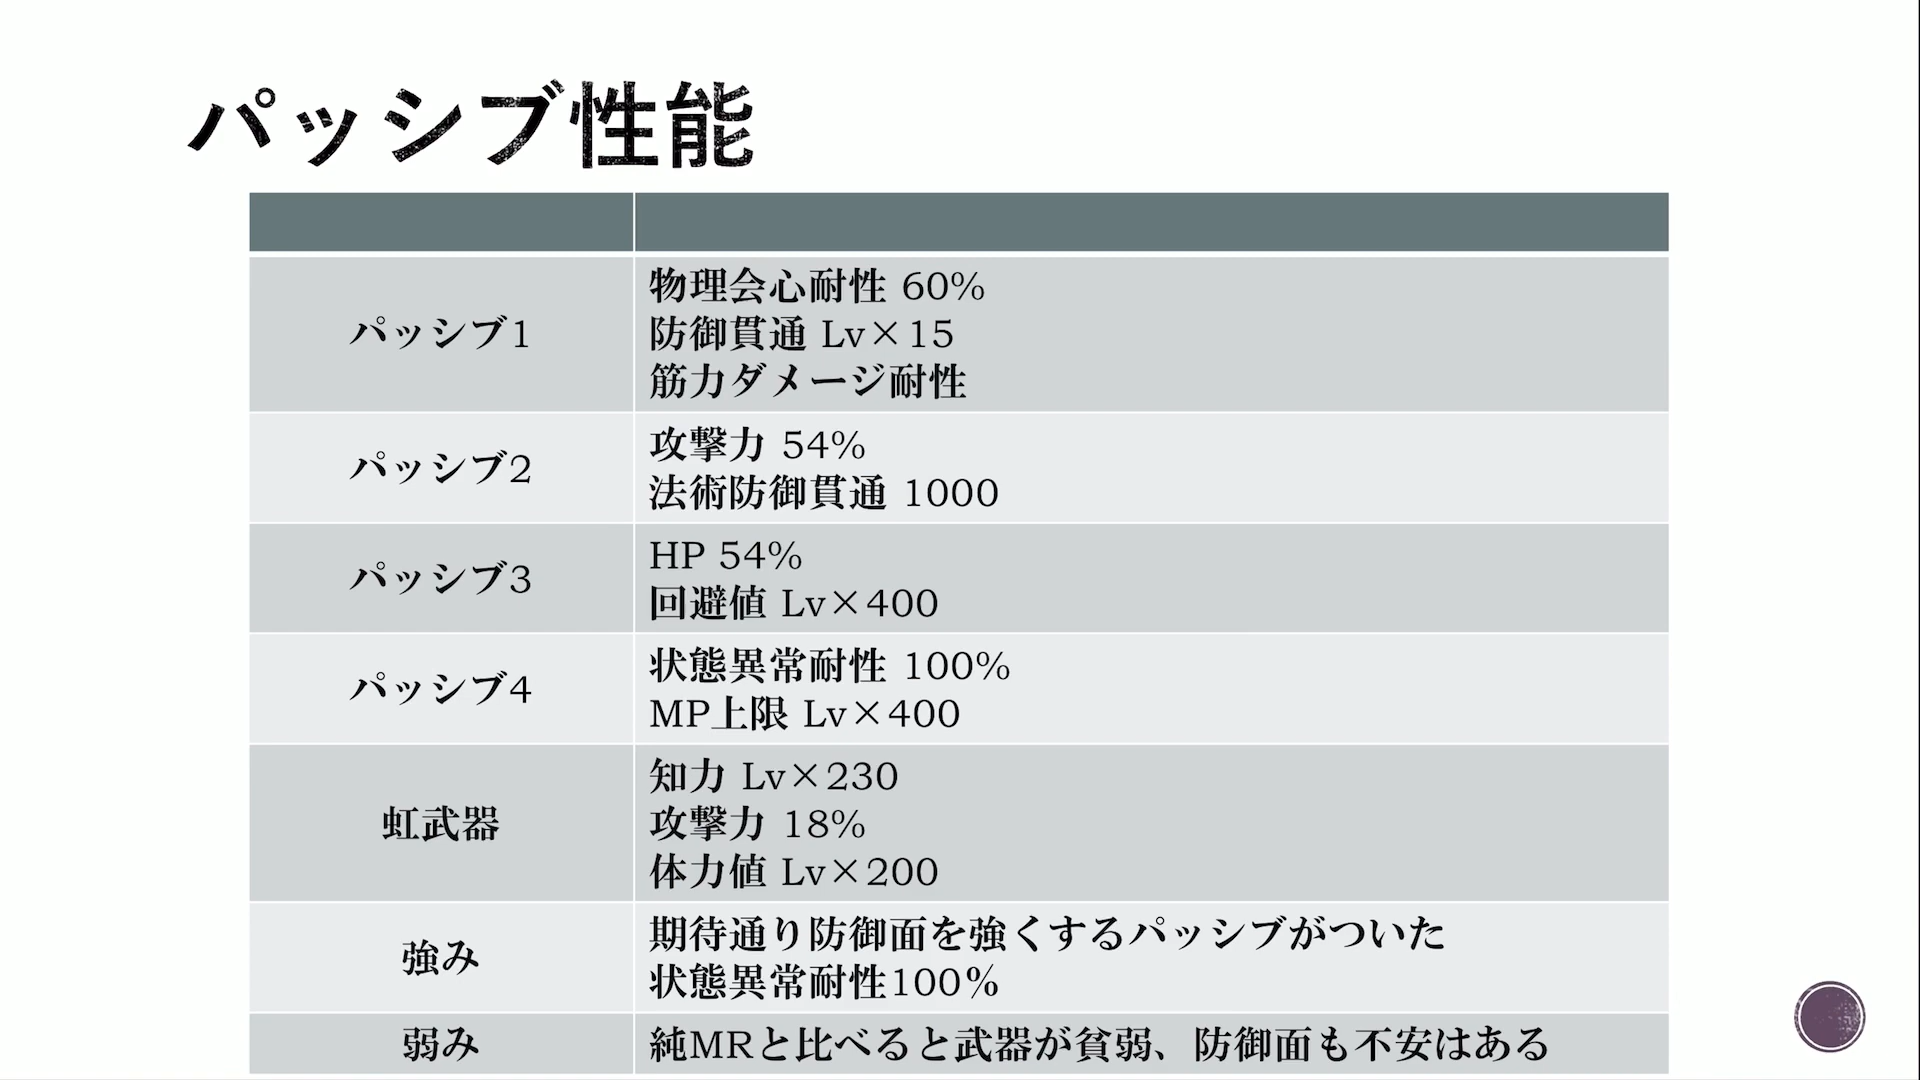 パッシブ性能
パッシブ1
物理会心耐性 60%
防御貫通 Lv×15
筋力ダメージ耐性
パッシブ2
攻撃力 54%
法術防御貫通 1000
パッシブ3
HP 54%
回避値 Lv×400
パッシブ4
状態異常耐性 100%
MP上限 Lv×400
虹武器
知力 Lv×230
攻撃力 18%
体力値 Lv×200
強み
期待通り防御面を強くするパッシブがついた
状態異常耐性100％
弱み
純MRと比べると武器が貧弱、防御面も不安はある